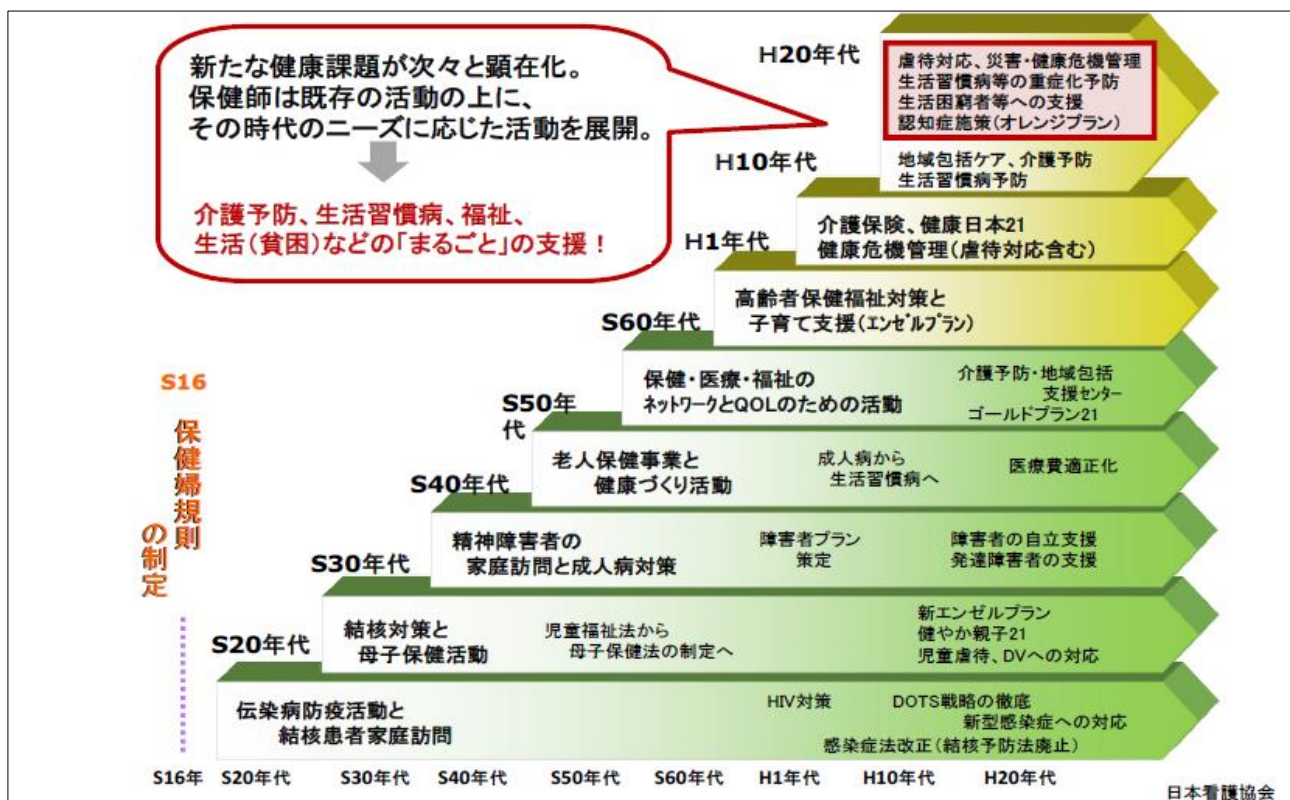 新たな健康課題が次々と顕在化。
保健師は既存の活動の上に、
その時代のニーズに応じた活動を展開。
介護予防、生活習慣病、福祉、
生活(貧困)などの「まるごと」の支援！
H20年代
虐待対応、災害・健康危機管理
生活習慣病等の重症化予防
生活困窮者等への支援
認知症施策(オレンジプラン)
地域包括ケア、介護予防
生活習慣病予防
H10年代
介護保険、健康日本21
健康危機管理(虐待対応含む)
H1年代
高齢者保健福祉対策と
子育て支援(ｴﾝｾﾞﾙﾌﾟﾗﾝ)
S60年代
保健・医療・福祉の
ﾈｯﾄﾜｰｸとQOLのための活動
介護予防・地域包括
支援ｾﾝﾀｰ
ゴールドプラン21
S50年
代
老人保健事業と
健康づくり活動
成人病から
生活習慣病へ
医療費適正化
S40年代
精神障害者の
家庭訪問と成人病対策
障害者プラン
策定
障害者の自立支援
発達障害者の支援
S30年代
結核対策と
母子保健活動
児童福祉法から
母子保健法の制定へ
新エンゼルプラン
健やか親子21
児童虐待、DVへの対応
S20年代
伝染病防疫活動と
結核患者家庭訪問
HIV対策
DOTS戦略の徹底
新型感染症への対応
感染症法改正(結核予防法廃止)
S16
保健婦規則
の制定
S16年 S20年代 S30年代 S40年代 S50年代 S60年代 H1年代 H10年代 H20年代
日本看護協会